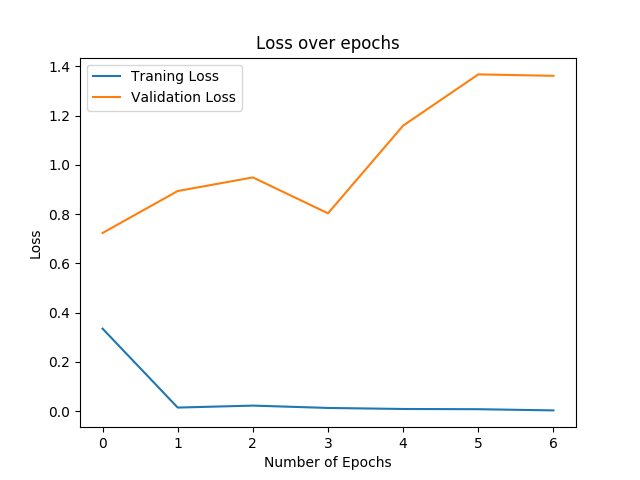 Loss over epochs
Traning Loss
Validation Loss
1.4
1.2
1.0
0.8
0.6
0.4
0.2
0.0
Loss
0 1 2 3 4 5 6
Number of Epochs